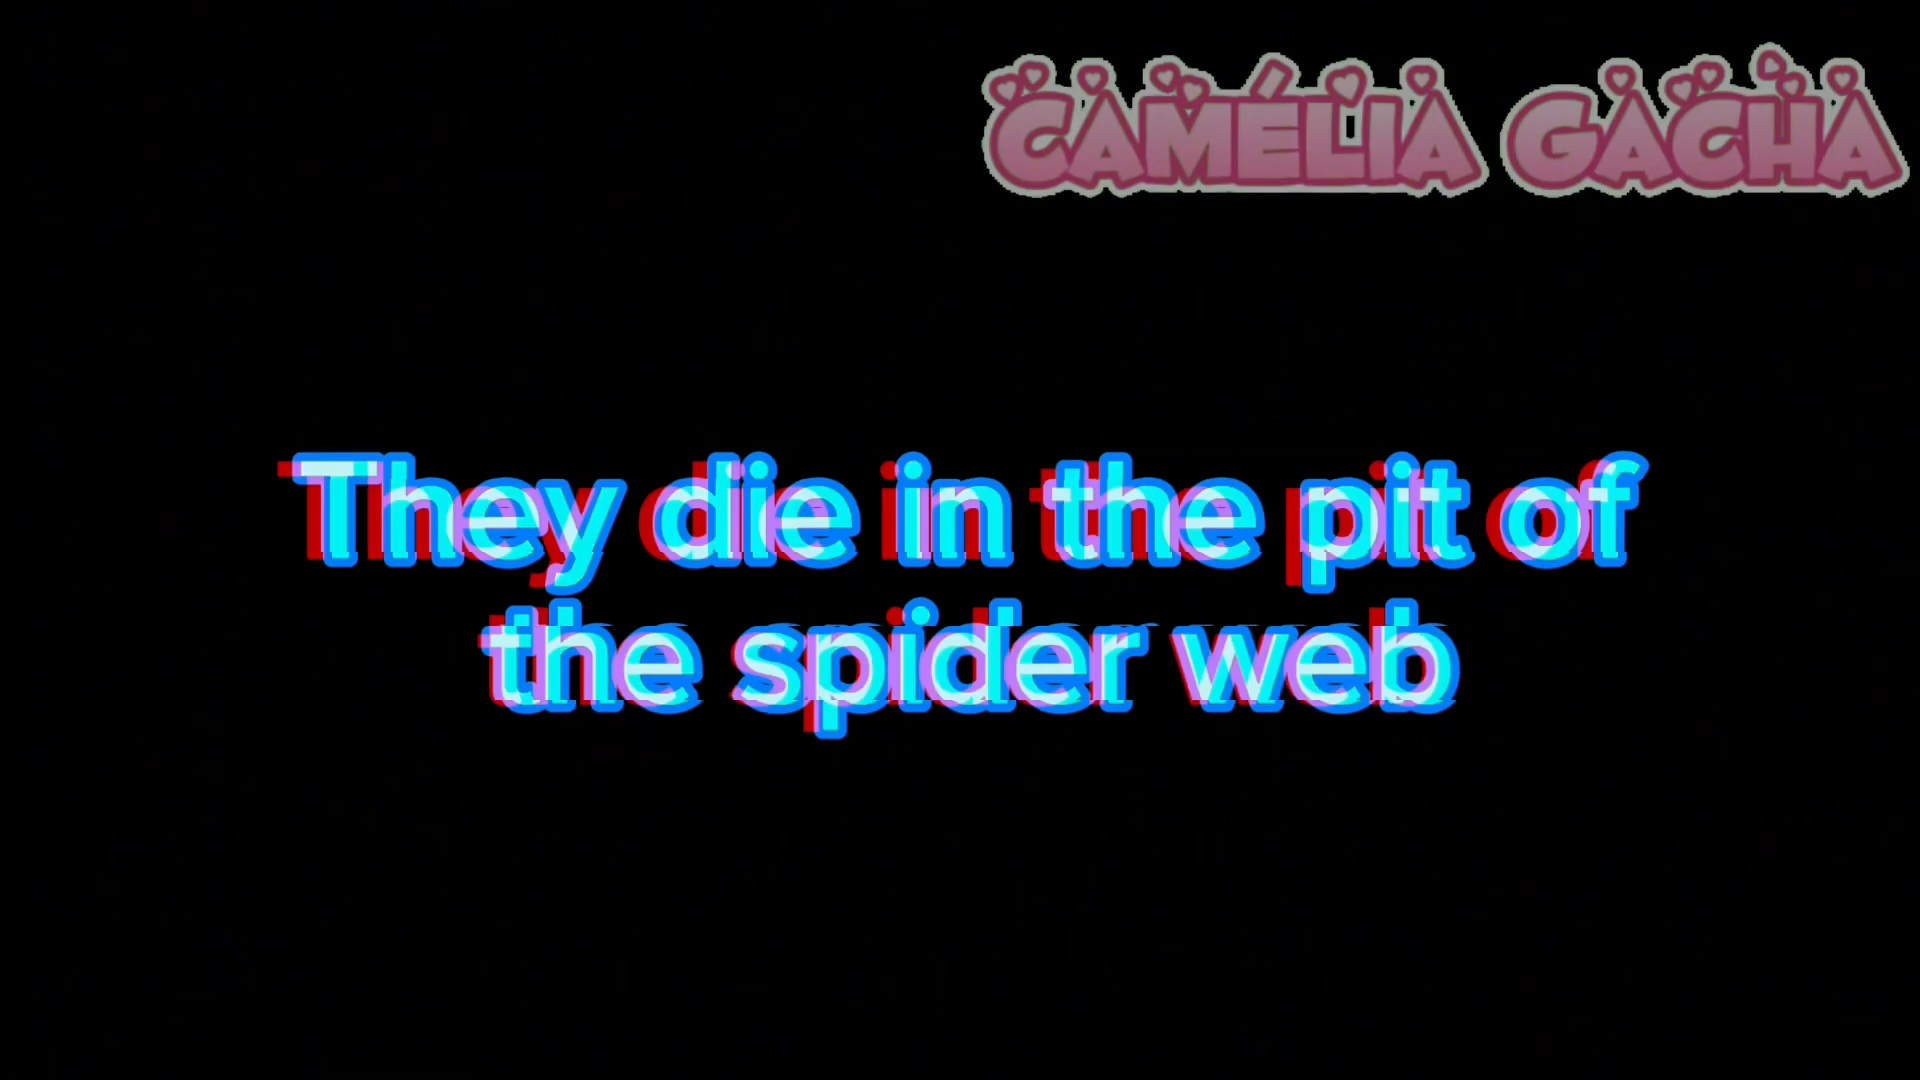 CAMÉLIA GACHA
They die in the pit of
the spider web